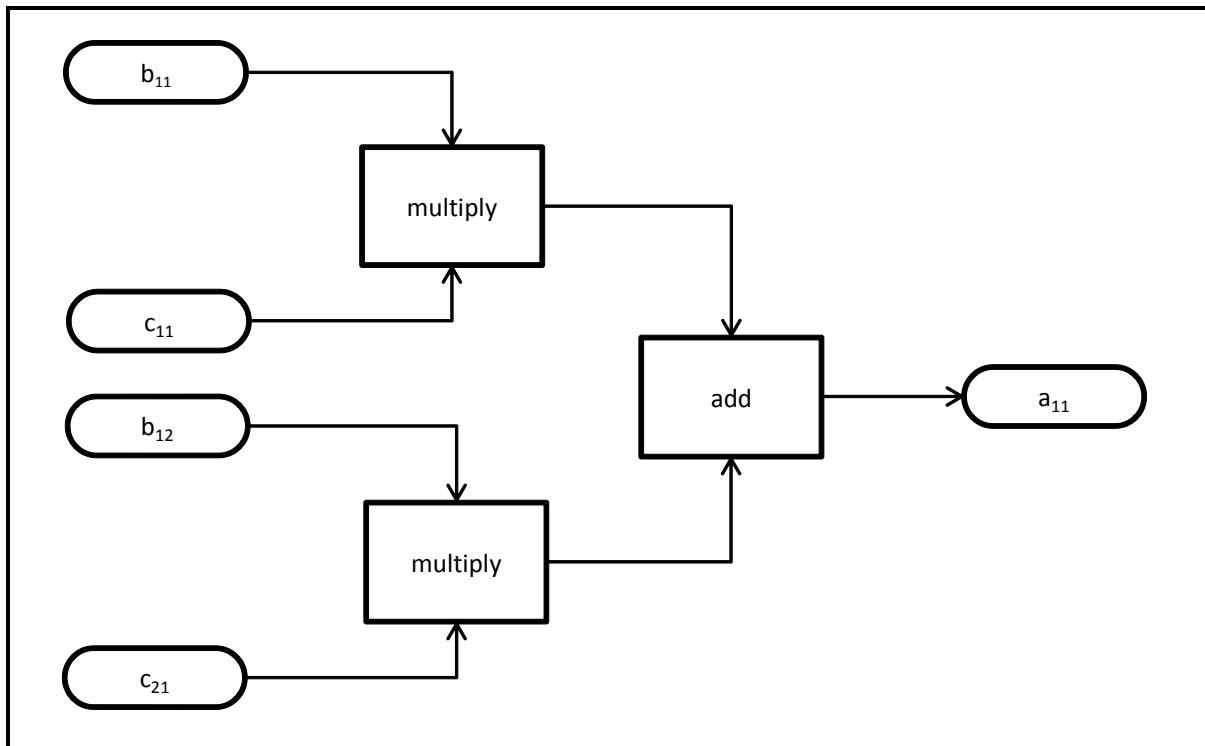 b₁₁
multiply
c₁₁
add
a₁₁
b₁₂
multiply
c₂₁